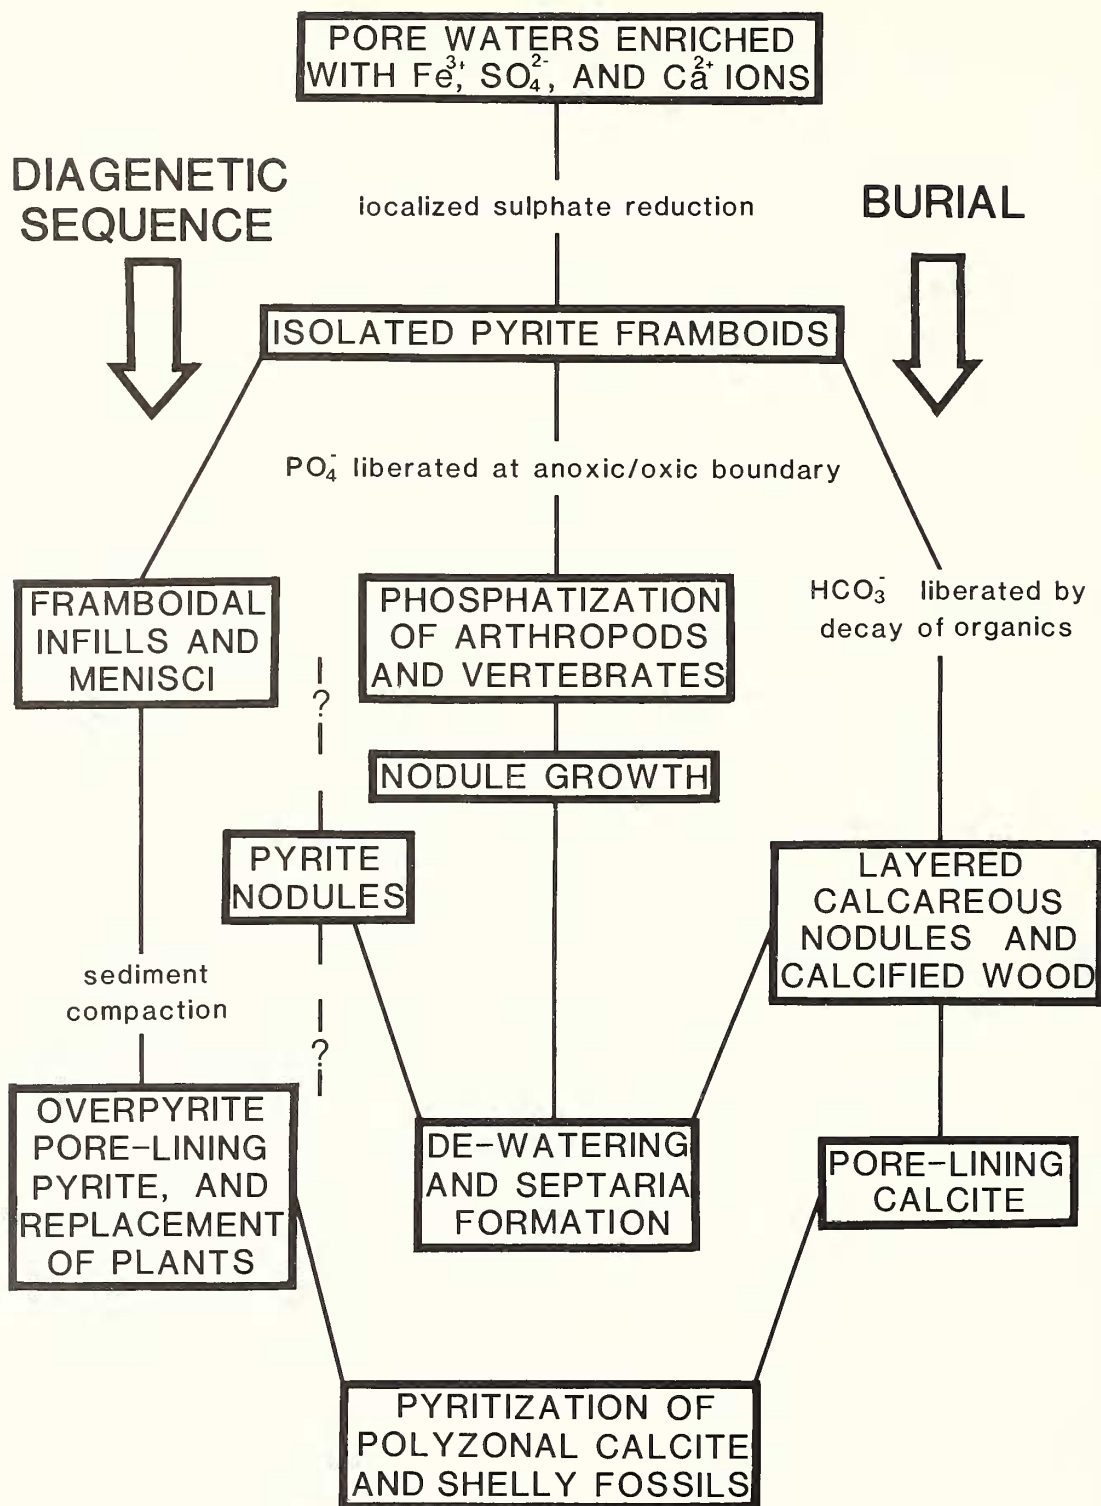 PORE WATERS ENRICHED
WITH Fe³⁺, SO₄²⁻, AND Ca²⁺ IONS
DIAGENETIC
SEQUENCE
localized sulphate reduction
BURIAL
ISOLATED PYRITE FRAMBOIDS
PO₄⁻ liberated at anoxic/oxic boundary
FRAMBOIDAL
INFILLS AND
MENISCI
PHOSPHATIZATION
OF ARTHROPODS
AND VERTEBRATES
HCO₃⁻ liberated by
decay of organics
?
NODULE GROWTH
PYRITE
NODULES
LAYERED
CALCAREOUS
NODULES AND
CALCIFIED WOOD
sediment
compaction
?
OVERPYRITE
PORE-LINING
PYRITE, AND
REPLACEMENT
OF PLANTS
DE-WATERING
AND SEPTARIA
FORMATION
PORE-LINING
CALCITE
PYRITIZATION OF
POLYZONAL CALCITE
AND SHELLY FOSSILS